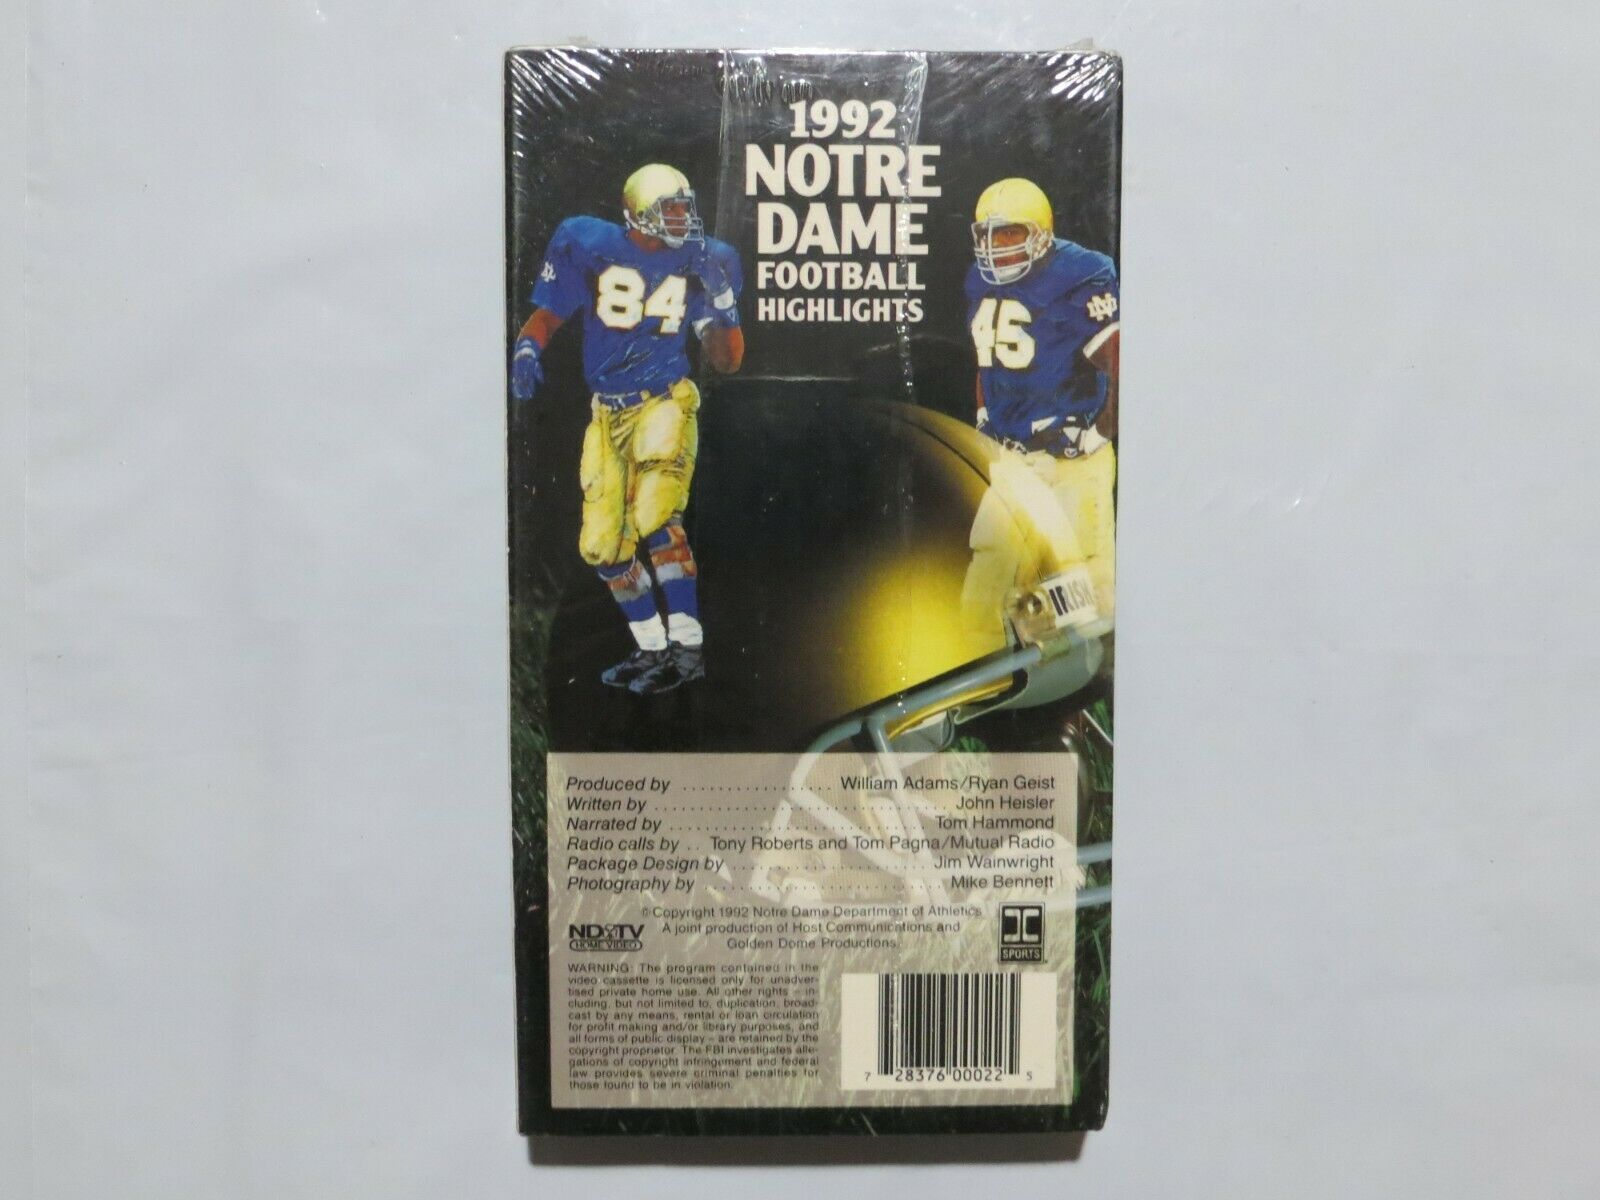 1992
NOTRE
DAME
FOOTBALL
HIGHLIGHTS
84
45
IRISH
Produced by .................. William Adams/Ryan Geist
Written by .................................. John Heisler
Narrated by ............................. Tom Hammond
Radio calls by .. Tony Roberts and Tom Pagna/Mutual Radio
Package Design by ...................... Jim Wainwright
Photography by ........................... Mike Bennett
© Copyright 1992 Notre Dame Department of Athletics
A joint production of Host Communications and
Golden Dome Productions.
ND TV
HOME VIDEO
SPORTS
WARNING: The program contained in the
video cassette is licensed only for unadver-
tised private home use. All other rights – in-
cluding, but not limited to, duplication, broad-
cast by any means, rental or loan circulation
for profit making and/or library purposes, and
all forms of public display – are retained by the
copyright proprietor. The FBI investigates alle-
gations of copyright infringement and federal
law provides severe criminal penalties for
those found to be in violation.
7 28376 00022 5